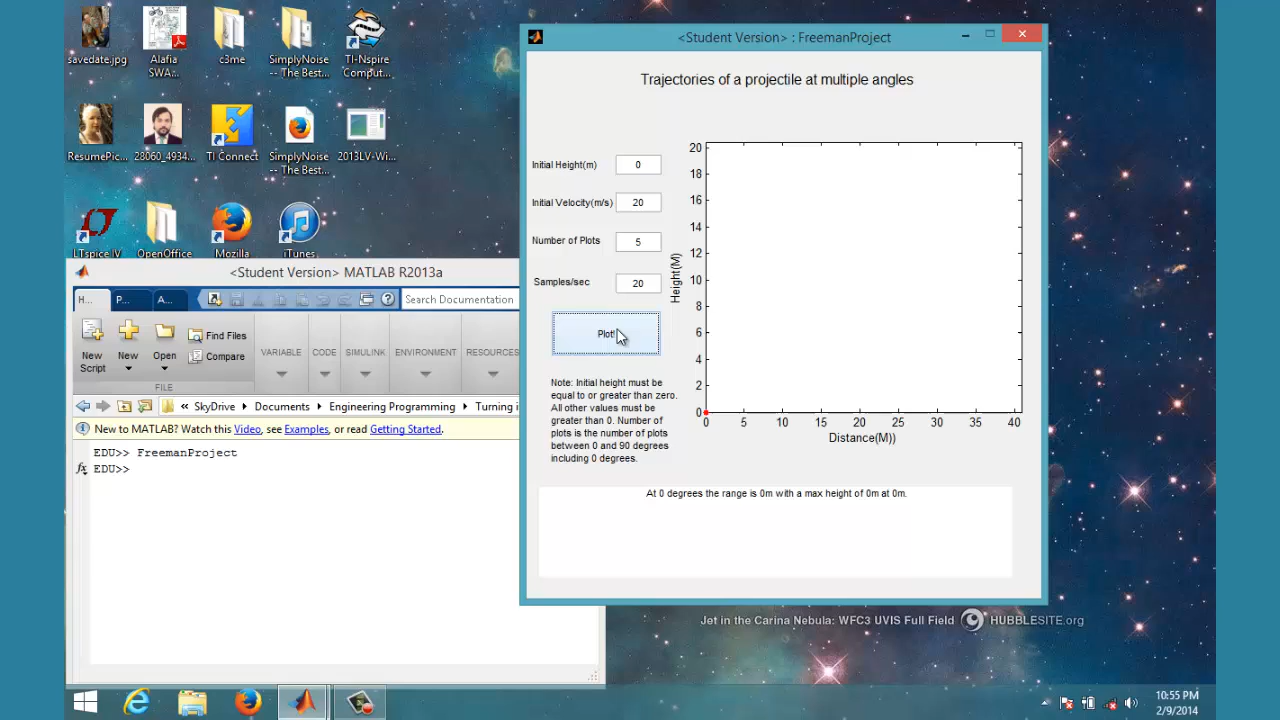 savedate.jpg
Alafia
SWA...
c3me
SimplyNoise
-- The Best...
TI-Nspire
Comput...
ResumePic...
28060_4934...
TI Connect
SimplyNoise
-- The Best...
2013LV-Wi...
LTspice IV
OpenOffice
Mozilla
iTunes
<Student Version> MATLAB R2013a
H...
P...
A...
Search Documentation
New
Script
New
Open
Find Files
Compare
FILE
VARIABLE
CODE
SIMULINK
ENVIRONMENT
RESOURCES
« SkyDrive Documents Engineering Programming Turning i
New to MATLAB? Watch this Video, see Examples, or read Getting Started.
EDU>> FreemanProject
fx EDU>>
<Student Version> : FreemanProject
Trajectories of a projectile at multiple angles
Initial Height(m) 0
Initial Velocity(m/s) 20
Number of Plots 5
Samples/sec 20
Plot!
Note: Initial height must be
equal to or greater than zero.
All other values must be
greater than 0. Number of
plots is the number of plots
between 0 and 90 degrees
including 0 degrees.
Height(M)
20
18
16
14
12
10
8
6
4
2
0
0 5 10 15 20 25 30 35 40
Distance(M))
At 0 degrees the range is 0m with a max height of 0m at 0m.
Jet in the Carina Nebula: WFC3 UVIS Full Field HUBBLESITE.org
10:55 PM
2/9/2014